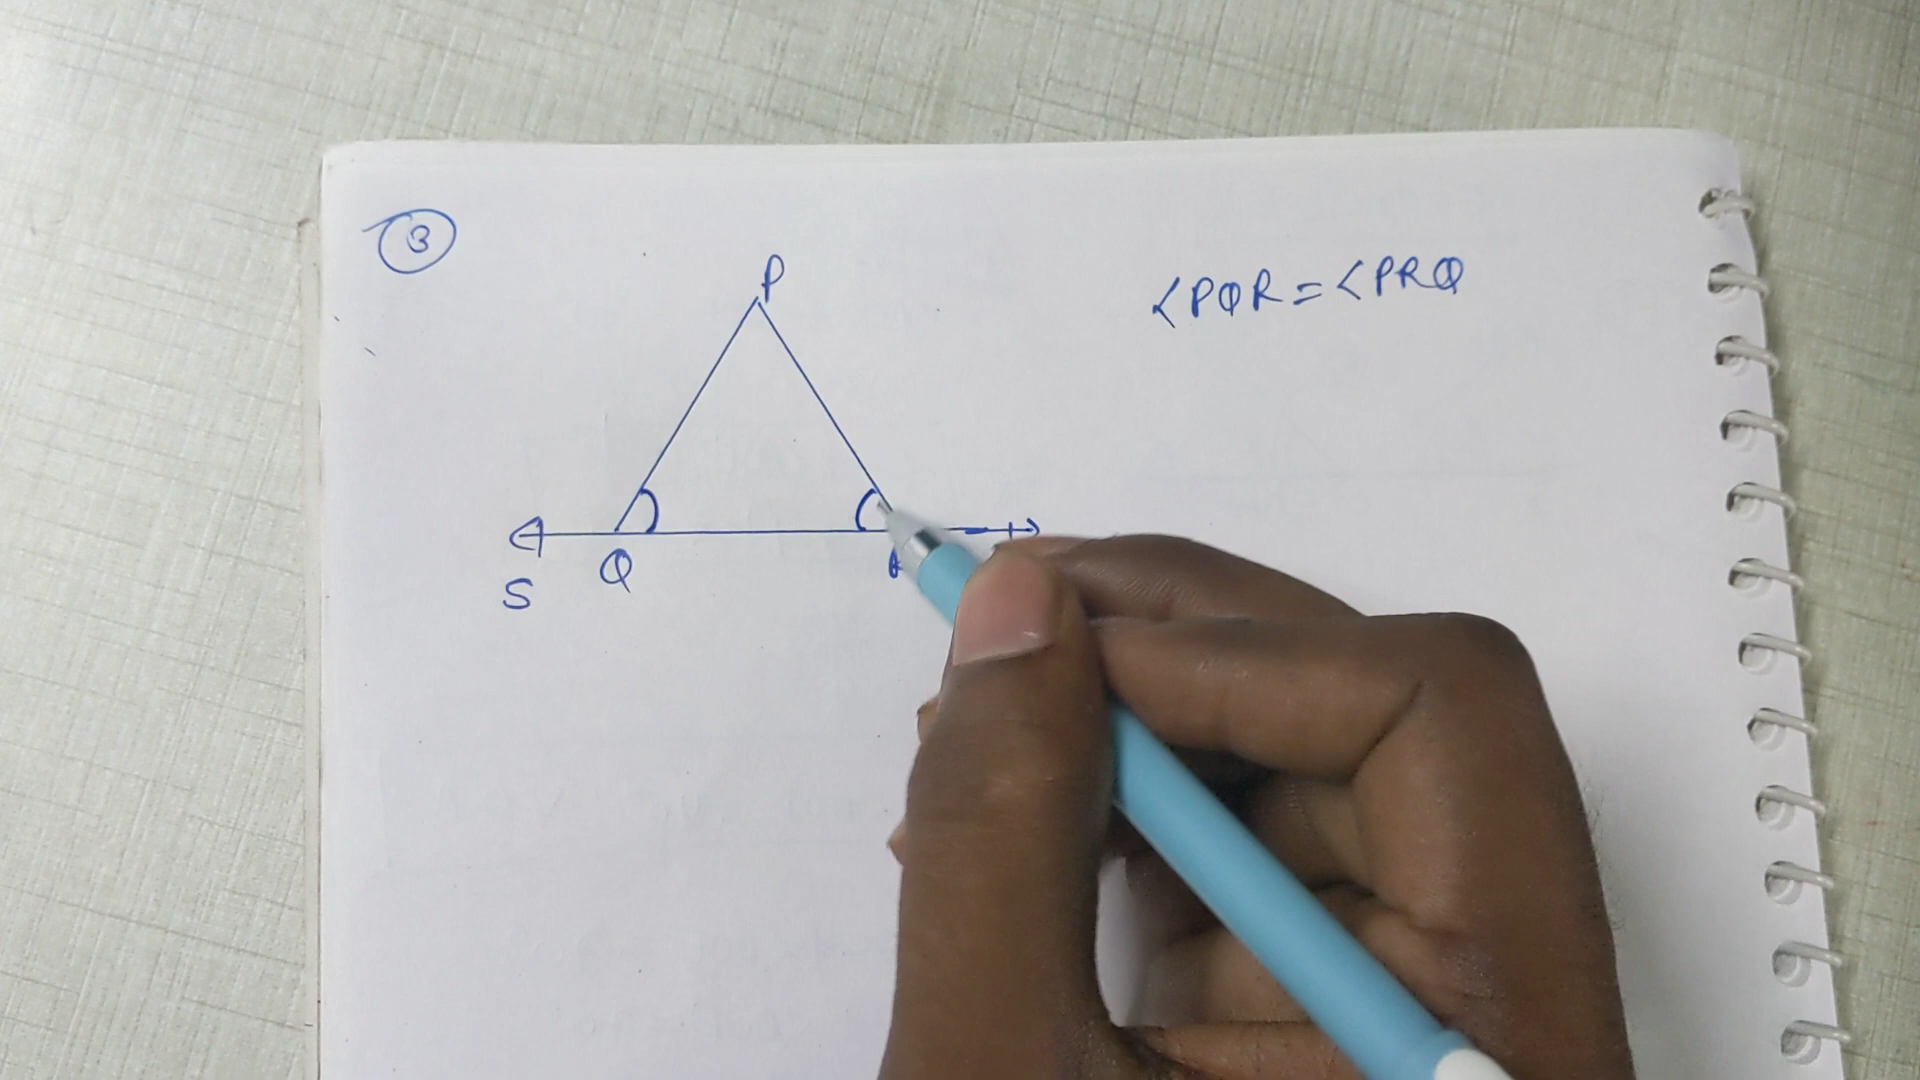 3
P
∠PQR = ∠PRQ
Q
S